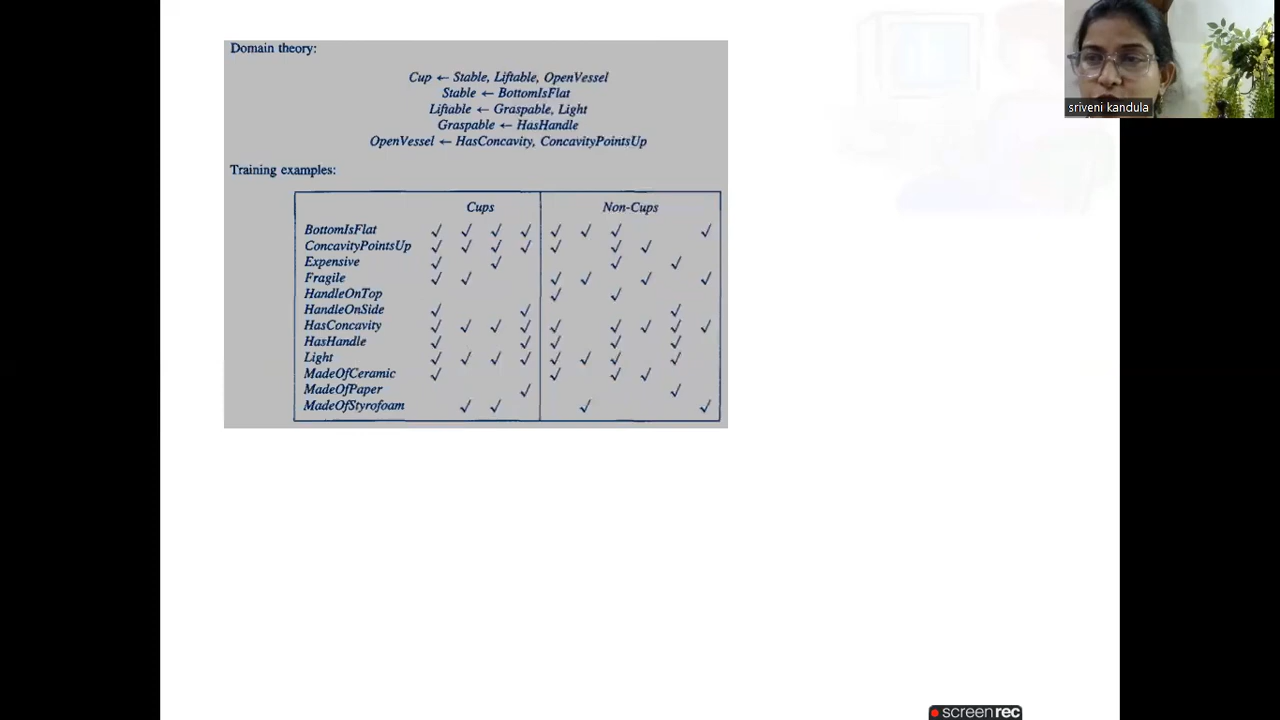 Domain theory:
Cup ← Stable, Liftable, OpenVessel
Stable ← BottomIsFlat
Liftable ← Graspable, Light
Graspable ← HasHandle
OpenVessel ← HasConcavity, ConcavityPointsUp
Training examples:
Cups Non-Cups
BottomIsFlat ✓ ✓ ✓ ✓ ✓ ✓ ✓ ✓
ConcavityPointsUp ✓ ✓ ✓ ✓ ✓ ✓ ✓
Expensive ✓ ✓ ✓ ✓
Fragile ✓ ✓ ✓ ✓ ✓ ✓
HandleOnTop ✓ ✓
HandleOnSide ✓ ✓ ✓
HasConcavity ✓ ✓ ✓ ✓ ✓ ✓ ✓ ✓ ✓
HasHandle ✓ ✓ ✓ ✓ ✓
Light ✓ ✓ ✓ ✓ ✓ ✓ ✓ ✓
MadeOfCeramic ✓ ✓ ✓ ✓
MadeOfPaper ✓ ✓
MadeOfStyrofoam ✓ ✓ ✓ ✓
sriveni kandula
screenrec